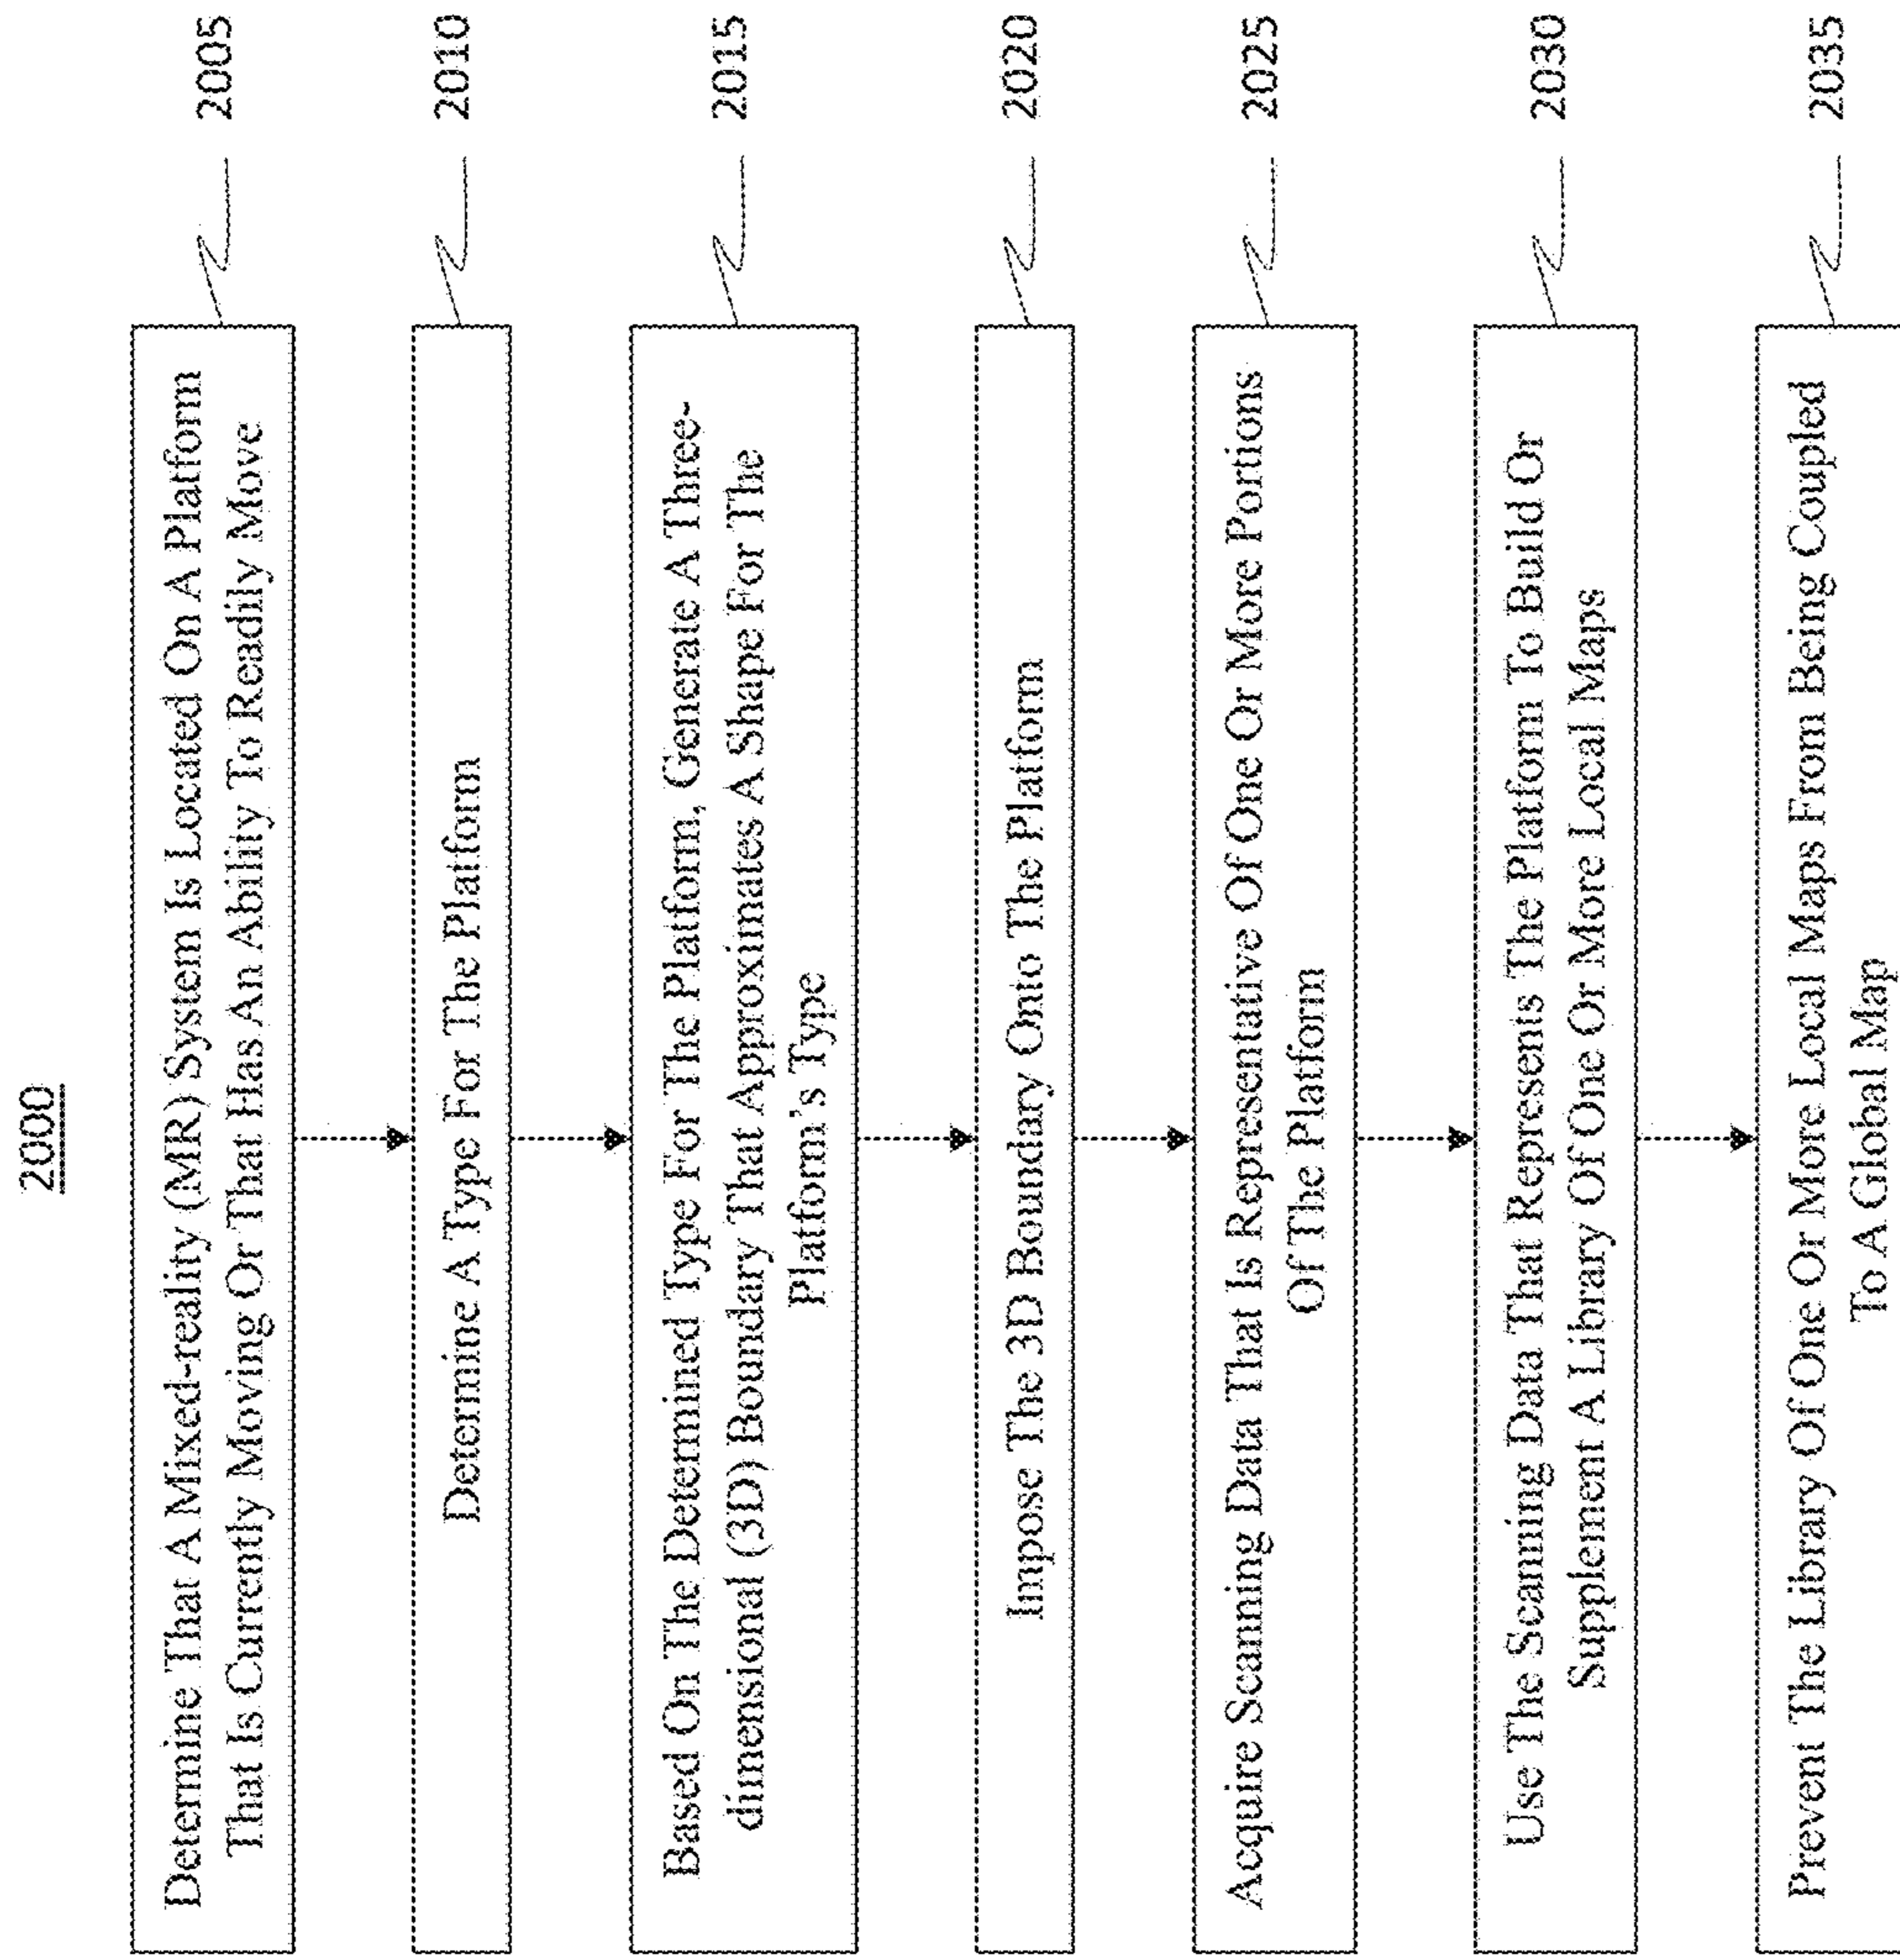 2000
Determine That A Mixed-reality (MR) System Is Located On A Platform
That Is Currently Moving Or That Has An Ability To Readily Move
2005
Determine A Type For The Platform
2010
Based On The Determined Type For The Platform, Generate A Three-
dimensional (3D) Boundary That Approximates A Shape For The
Platform's Type
2015
Impose The 3D Boundary Onto The Platform
2020
Acquire Scanning Data That Is Representative Of One Or More Portions
Of The Platform
2025
Use The Scanning Data That Represents The Platform To Build Or
Supplement A Library Of One Or More Local Maps
2030
Prevent The Library Of One Or More Local Maps From Being Coupled
To A Global Map
2035